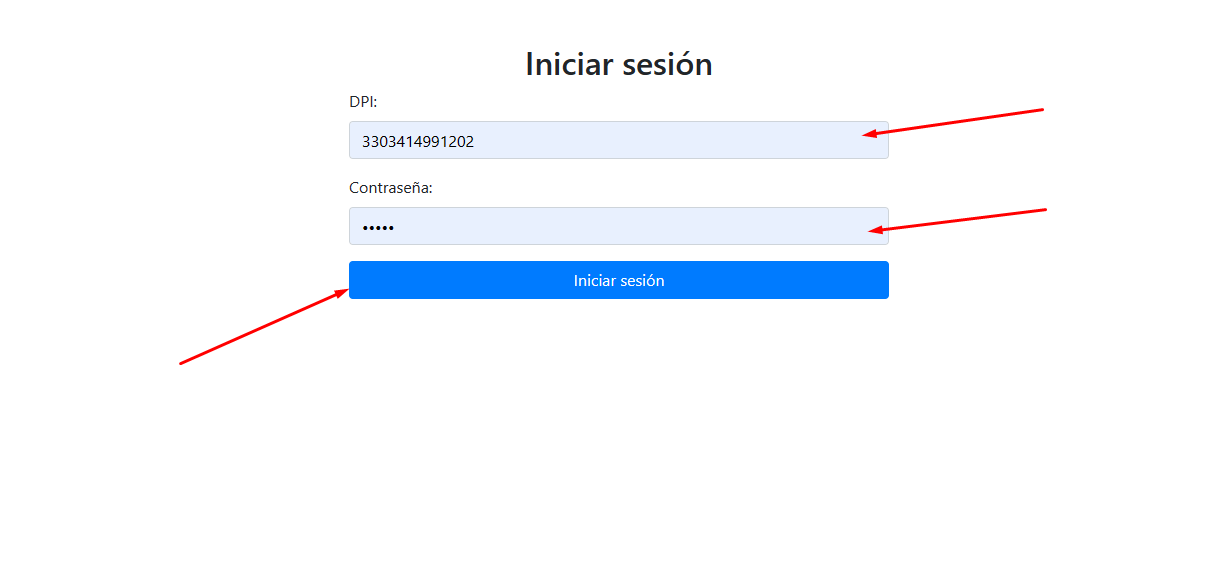 Iniciar sesión
DPI:
3303414991202
Contraseña:
•••••
Iniciar sesión